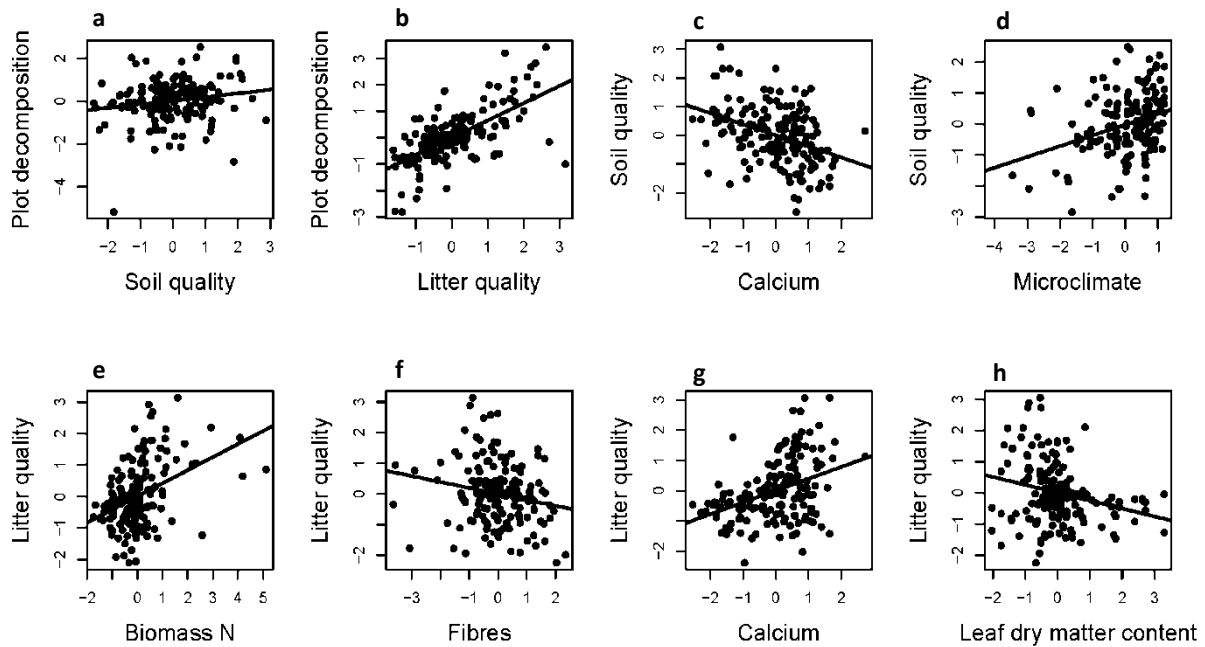 a
b
c
d
Plot decomposition
2
0
−2
−4
−2 −1 0 1 2 3
Soil quality
Plot decomposition
3
2
1
0
−1
−3
−1 0 1 2 3
Litter quality
Soil quality
3
2
1
0
−2
−2 −1 0 1 2
Calcium
Soil quality
2
1
0
−1
−3
−4 −3 −2 −1 0 1
Microclimate
e
f
g
h
Litter quality
3
2
1
0
−1
−2
−2 0 1 2 3 4 5
Biomass N
Litter quality
3
2
1
0
−2
−3 −1 0 1 2
Fibres
Litter quality
3
2
1
0
−2
−2 −1 0 1 2
Calcium
Litter quality
3
2
1
0
−1
−2
−2 −1 0 1 2 3
Leaf dry matter content